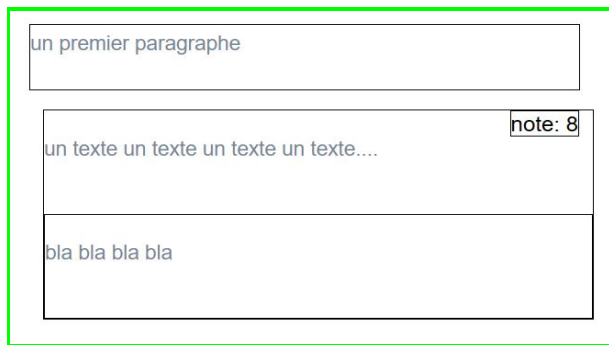 un premier paragraphe
note: 8
un texte un texte un texte un texte....
bla bla bla bla